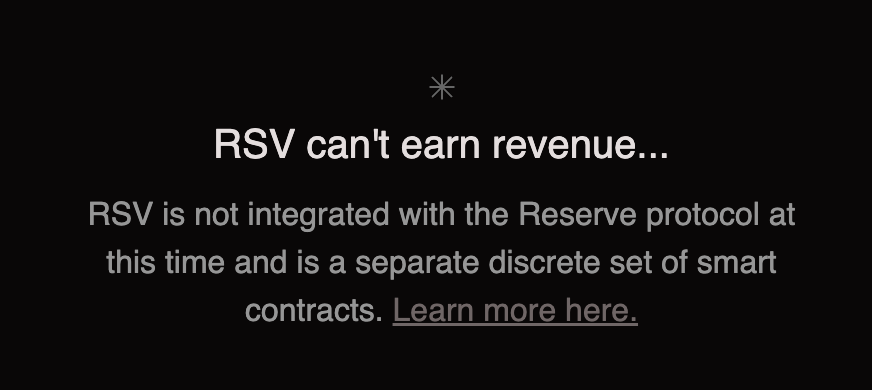 RSV can't earn revenue...
RSV is not integrated with the Reserve protocol at
this time and is a separate discrete set of smart
contracts. Learn more here.